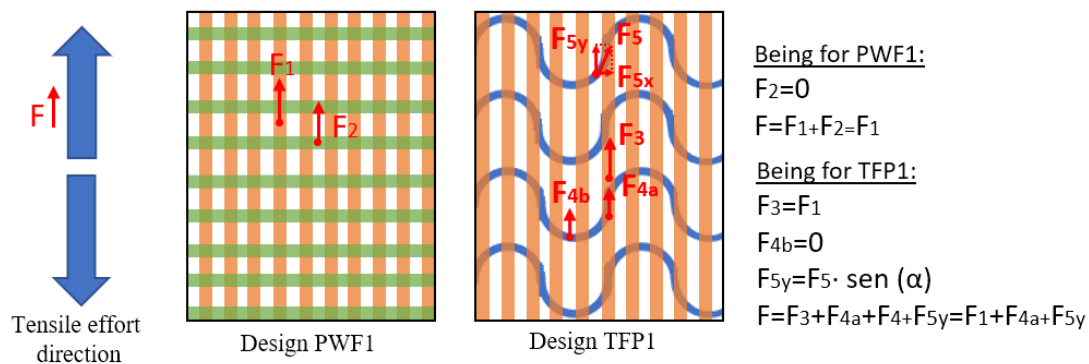 F
Tensile effort
direction
F1
F2
Design PWF1
F5y
F5
F5x
F3
F4a
F4b
Design TFP1
Being for PWF1:
F2=0
F=F1+F2=F1
Being for TFP1:
F3=F1
F4b=0
F5y=F5· sen (α)
F=F3+F4a+F4+F5y=F1+F4a+F5y